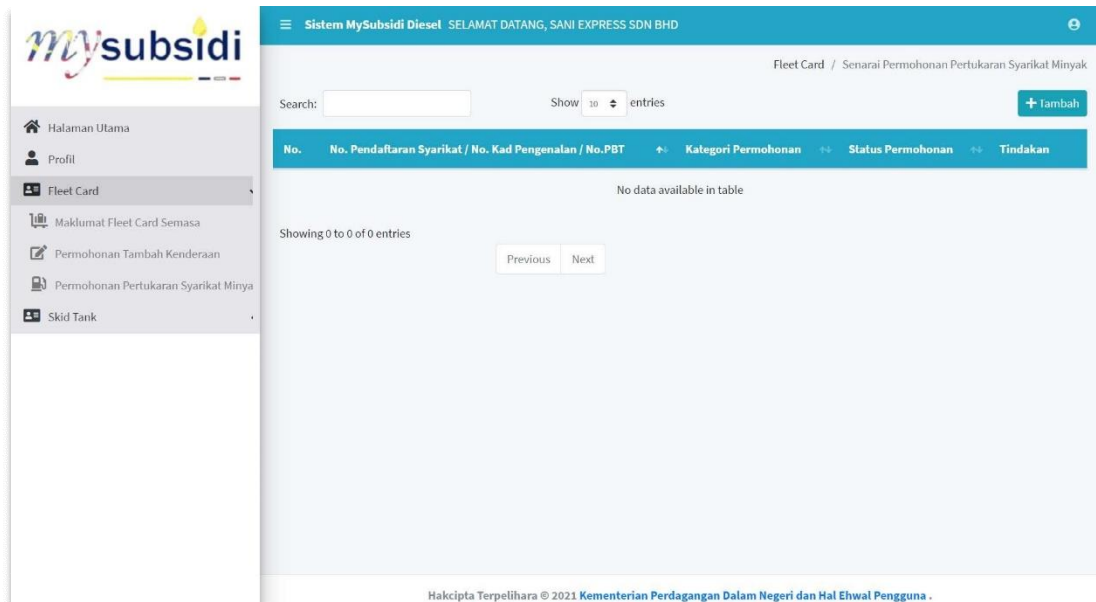 mysubsidi
Sistem MySubsidi Diesel SELAMAT DATANG, SANI EXPRESS SDN BHD
Fleet Card / Senarai Permohonan Pertukaran Syarikat Minyak
Halaman Utama
Profil
Fleet Card
Maklumat Fleet Card Semasa
Permohonan Tambah Kenderaan
Permohonan Pertukaran Syarikat Minya
Skid Tank
Search: Show 10 entries + Tambah
No. No. Pendaftaran Syarikat / No. Kad Pengenalan / No.PBT Kategori Permohonan Status Permohonan Tindakan
No data available in table
Showing 0 to 0 of 0 entries
Previous Next
Hakcipta Terpelihara © 2021 Kementerian Perdagangan Dalam Negeri dan Hal Ehwal Pengguna .